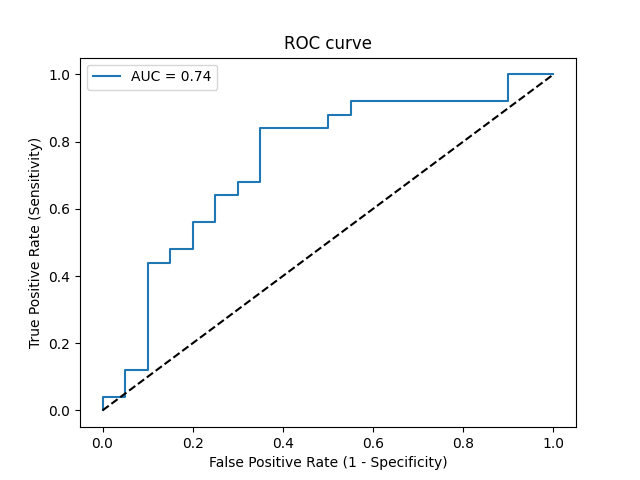 ROC curve
AUC = 0.74
True Positive Rate (Sensitivity)
1.0
0.8
0.6
0.4
0.2
0.0
0.0 0.2 0.4 0.6 0.8 1.0
False Positive Rate (1 - Specificity)